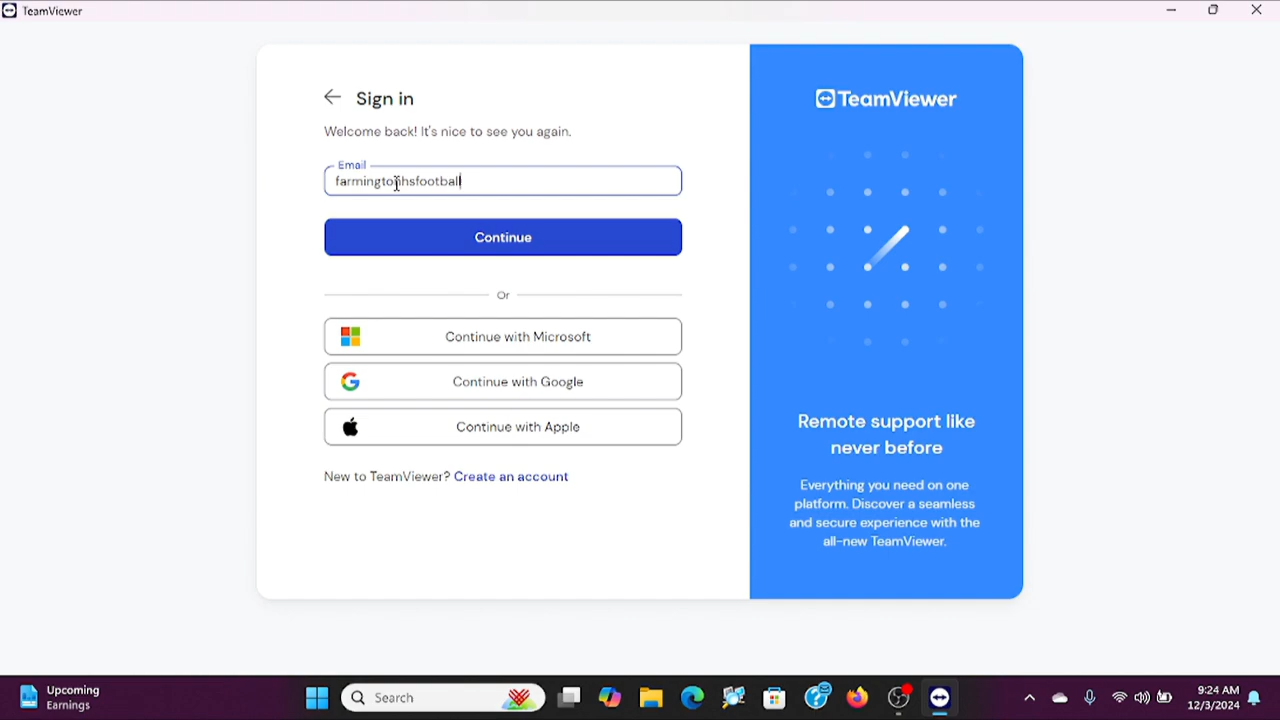 TeamViewer
Sign in
Welcome back! It's nice to see you again.
Email
farmingtonhsfootball
Continue
Or
Continue with Microsoft
Continue with Google
Continue with Apple
New to TeamViewer? Create an account
TeamViewer
Remote support like
never before
Everything you need on one
platform. Discover a seamless
and secure experience with the
all-new TeamViewer.
Upcoming
Earnings
Search
9:24 AM
12/3/2024